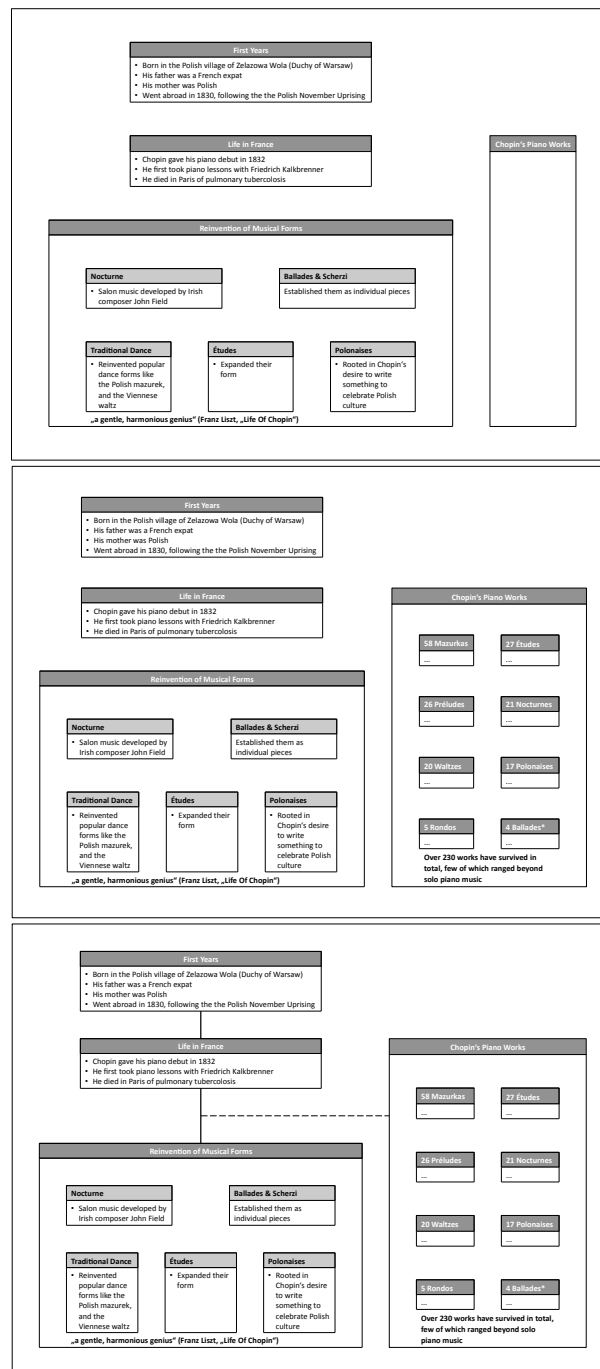 First Years
• Born in the Polish village of Zelazowa Wola (Duchy of Warsaw)
• His father was a French expat
• His mother was Polish
• Went abroad in 1830, following the the Polish November Uprising
Life in France
• Chopin gave his piano debut in 1832
• He first took piano lessons with Friedrich Kalkbrenner
• He died in Paris of pulmonary tubercolosis
Chopin's Piano Works
Reinvention of Musical Forms
Nocturne
• Salon music developed by Irish
composer John Field
Ballades & Scherzi
Established them as individual pieces
Traditional Dance
• Reinvented popular
dance forms like
the Polish mazurek,
and the Viennese
waltz
Études
• Expanded their
form
Polonaises
• Rooted in Chopin's
desire to write
something to
celebrate Polish
culture
„a gentle, harmonious genius“ (Franz Liszt, „Life Of Chopin“)
First Years
• Born in the Polish village of Zelazowa Wola (Duchy of Warsaw)
• His father was a French expat
• His mother was Polish
• Went abroad in 1830, following the the Polish November Uprising
Life in France
• Chopin gave his piano debut in 1832
• He first took piano lessons with Friedrich Kalkbrenner
• He died in Paris of pulmonary tubercolosis
Reinvention of Musical Forms
Nocturne
• Salon music developed by
Irish composer John Field
Ballades & Scherzi
Established them as
individual pieces
Traditional Dance
• Reinvented
popular dance
forms like the
Polish mazurek,
and the
Viennese waltz
Études
• Expanded their
form
Polonaises
• Rooted in
Chopin's desire
to write
something to
celebrate Polish
culture
„a gentle, harmonious genius“ (Franz Liszt, „Life Of Chopin“)
Chopin's Piano Works
58 Mazurkas
...
27 Études
...
26 Préludes
...
21 Nocturnes
...
20 Waltzes
...
17 Polonaises
...
5 Rondos
...
4 Ballades*
...
Over 230 works have survived in
total, few of which ranged beyond
solo piano music
First Years
• Born in the Polish village of Zelazowa Wola (Duchy of Warsaw)
• His father was a French expat
• His mother was Polish
• Went abroad in 1830, following the the Polish November Uprising
Life in France
• Chopin gave his piano debut in 1832
• He first took piano lessons with Friedrich Kalkbrenner
• He died in Paris of pulmonary tubercolosis
Reinvention of Musical Forms
Nocturne
• Salon music developed by
Irish composer John Field
Ballades & Scherzi
Established them as
individual pieces
Traditional Dance
• Reinvented
popular dance
forms like the
Polish mazurek,
and the
Viennese waltz
Études
• Expanded their
form
Polonaises
• Rooted in
Chopin's desire
to write
something to
celebrate Polish
culture
„a gentle, harmonious genius“ (Franz Liszt, „Life Of Chopin“)
Chopin's Piano Works
58 Mazurkas
...
27 Études
...
26 Préludes
...
21 Nocturnes
...
20 Waltzes
...
17 Polonaises
...
5 Rondos
...
4 Ballades*
...
Over 230 works have survived in total,
few of which ranged beyond solo
piano music